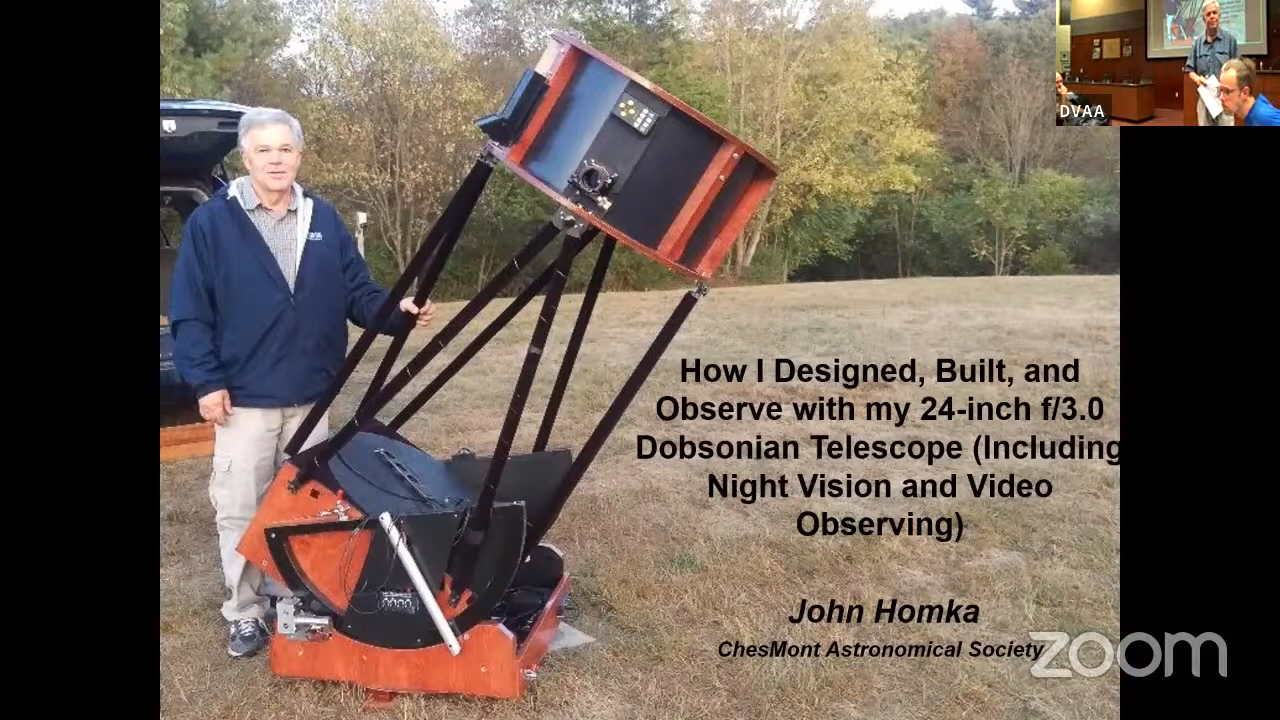 DVAA
How I Designed, Built, and
Observe with my 24-inch f/3.0
Dobsonian Telescope (Including
Night Vision and Video
Observing)
John Homka
ChesMont Astronomical Society
zoom